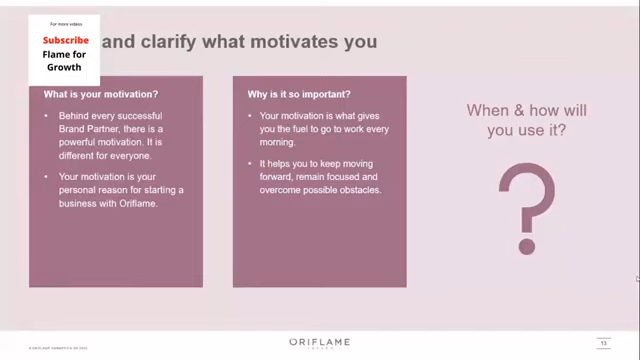 For more videos
Subscribe
Flame for
Growth
and clarify what motivates you
What is your motivation?
• Behind every successful
Brand Partner, there is a
powerful motivation. It is
different for everyone.
• Your motivation is your
personal reason for starting a
business with Oriflame.
Why is it so important?
• Your motivation is what gives
you the fuel to go to work every
morning.
• It helps you to keep moving
forward, remain focused and
overcome possible obstacles.
When & how will
you use it?
?
ORIFLAME
SWEDEN
15